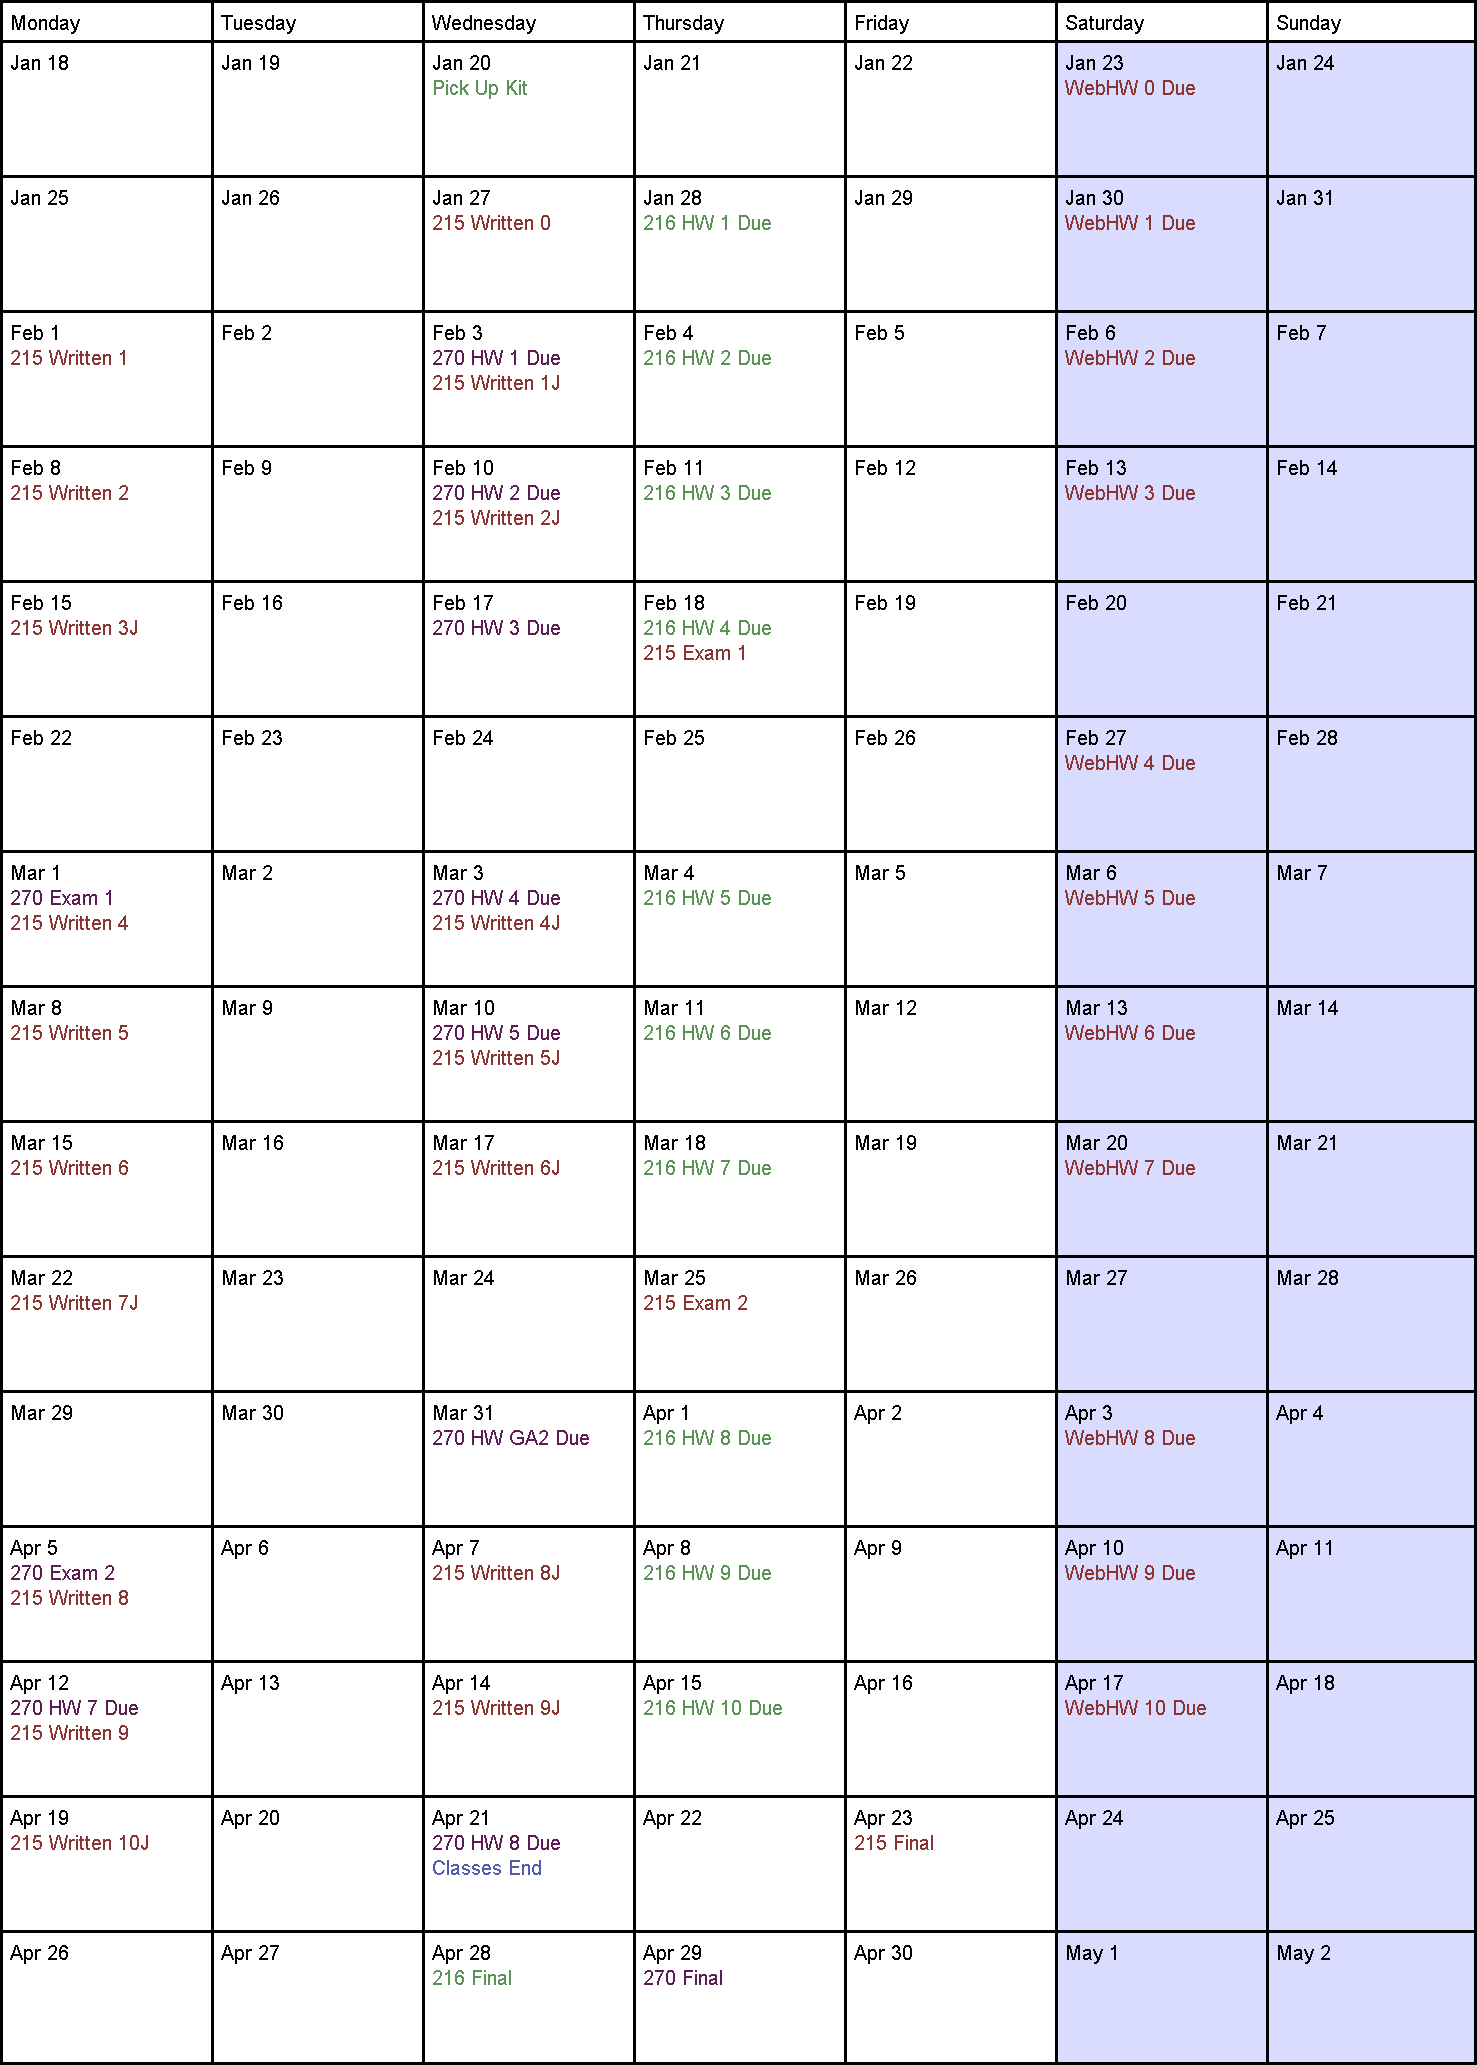 Monday Tuesday Wednesday Thursday Friday Saturday Sunday
Jan 18 Jan 19 Jan 20 Jan 21 Jan 22 Jan 23 Jan 24
Pick Up Kit WebHW 0 Due
Jan 25 Jan 26 Jan 27 Jan 28 Jan 29 Jan 30 Jan 31
215 Written 0 216 HW 1 Due WebHW 1 Due
Feb 1 Feb 2 Feb 3 Feb 4 Feb 5 Feb 6 Feb 7
215 Written 1 270 HW 1 Due 216 HW 2 Due WebHW 2 Due
215 Written 1J
Feb 8 Feb 9 Feb 10 Feb 11 Feb 12 Feb 13 Feb 14
215 Written 2 270 HW 2 Due 216 HW 3 Due WebHW 3 Due
215 Written 2J
Feb 15 Feb 16 Feb 17 Feb 18 Feb 19 Feb 20 Feb 21
215 Written 3J 270 HW 3 Due 216 HW 4 Due
215 Exam 1
Feb 22 Feb 23 Feb 24 Feb 25 Feb 26 Feb 27 Feb 28
WebHW 4 Due
Mar 1 Mar 2 Mar 3 Mar 4 Mar 5 Mar 6 Mar 7
270 Exam 1 270 HW 4 Due 216 HW 5 Due WebHW 5 Due
215 Written 4 215 Written 4J
Mar 8 Mar 9 Mar 10 Mar 11 Mar 12 Mar 13 Mar 14
215 Written 5 270 HW 5 Due 216 HW 6 Due WebHW 6 Due
215 Written 5J
Mar 15 Mar 16 Mar 17 Mar 18 Mar 19 Mar 20 Mar 21
215 Written 6 215 Written 6J 216 HW 7 Due WebHW 7 Due
Mar 22 Mar 23 Mar 24 Mar 25 Mar 26 Mar 27 Mar 28
215 Written 7J 215 Exam 2
Mar 29 Mar 30 Mar 31 Apr 1 Apr 2 Apr 3 Apr 4
270 HW GA2 Due 216 HW 8 Due WebHW 8 Due
Apr 5 Apr 6 Apr 7 Apr 8 Apr 9 Apr 10 Apr 11
270 Exam 2 215 Written 8J 216 HW 9 Due WebHW 9 Due
215 Written 8
Apr 12 Apr 13 Apr 14 Apr 15 Apr 16 Apr 17 Apr 18
270 HW 7 Due 215 Written 9J 216 HW 10 Due WebHW 10 Due
215 Written 9
Apr 19 Apr 20 Apr 21 Apr 22 Apr 23 Apr 24 Apr 25
215 Written 10J 270 HW 8 Due 215 Final
Classes End
Apr 26 Apr 27 Apr 28 Apr 29 Apr 30 May 1 May 2
216 Final 270 Final